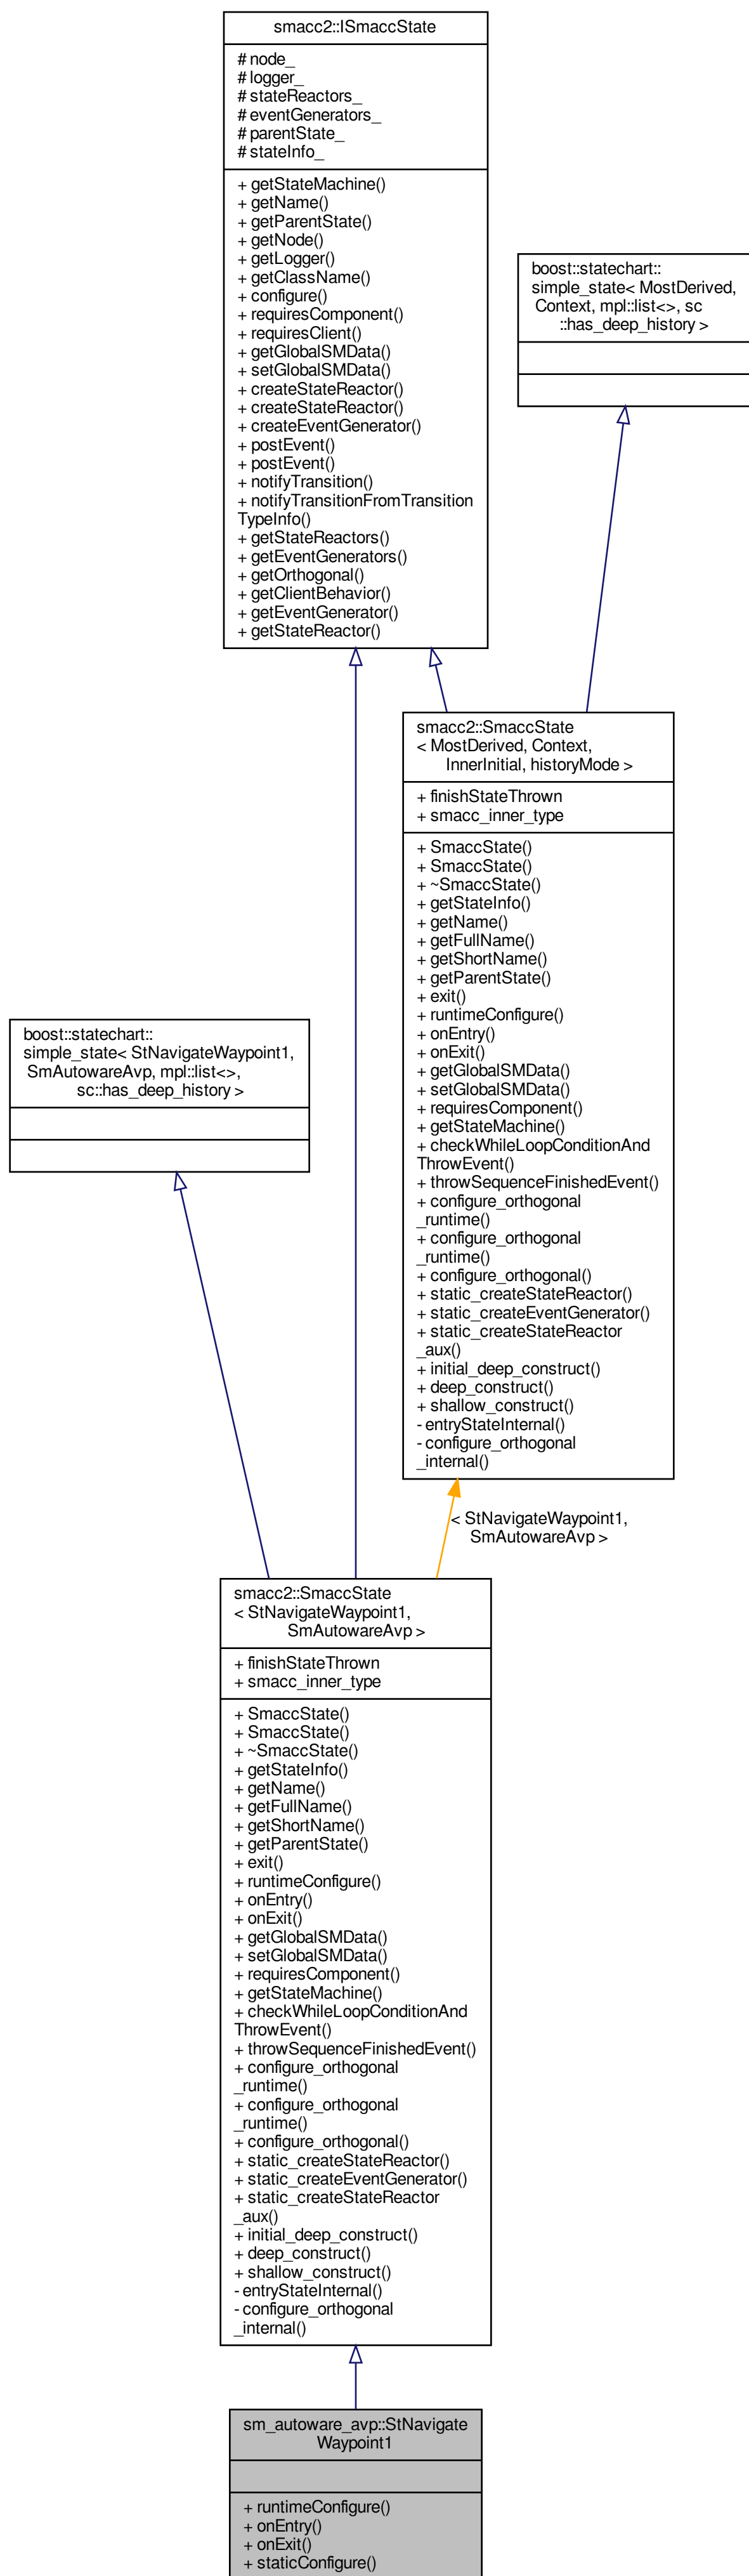 smacc2::ISmaccState
# node_
# logger_
# stateReactors_
# eventGenerators_
# parentState_
# stateInfo_
+ getStateMachine()
+ getName()
+ getParentState()
+ getNode()
+ getLogger()
+ getClassName()
+ configure()
+ requiresComponent()
+ requiresClient()
+ getGlobalSMData()
+ setGlobalSMData()
+ createStateReactor()
+ createStateReactor()
+ createEventGenerator()
+ postEvent()
+ postEvent()
+ notifyTransition()
+ notifyTransitionFromTransition
TypeInfo()
+ getStateReactors()
+ getEventGenerators()
+ getOrthogonal()
+ getClientBehavior()
+ getEventGenerator()
+ getStateReactor()
boost::statechart::
simple_state< MostDerived,
Context, mpl::list<>, sc
::has_deep_history >
smacc2::SmaccState
< MostDerived, Context,
InnerInitial, historyMode >
+ finishStateThrown
+ smacc_inner_type
+ SmaccState()
+ SmaccState()
+ ~SmaccState()
+ getStateInfo()
+ getName()
+ getFullName()
+ getShortName()
+ getParentState()
+ exit()
+ runtimeConfigure()
+ onEntry()
+ onExit()
+ getGlobalSMData()
+ setGlobalSMData()
+ requiresComponent()
+ getStateMachine()
+ checkWhileLoopConditionAnd
ThrowEvent()
+ throwSequenceFinishedEvent()
+ configure_orthogonal
_runtime()
+ configure_orthogonal
_runtime()
+ configure_orthogonal()
+ static_createStateReactor()
+ static_createEventGenerator()
+ static_createStateReactor
_aux()
+ initial_deep_construct()
+ deep_construct()
+ shallow_construct()
- entryStateInternal()
- configure_orthogonal
_internal()
boost::statechart::
simple_state< StNavigateWaypoint1,
SmAutowareAvp, mpl::list<>,
sc::has_deep_history >
< StNavigateWaypoint1,
SmAutowareAvp >
smacc2::SmaccState
< StNavigateWaypoint1,
SmAutowareAvp >
+ finishStateThrown
+ smacc_inner_type
+ SmaccState()
+ SmaccState()
+ ~SmaccState()
+ getStateInfo()
+ getName()
+ getFullName()
+ getShortName()
+ getParentState()
+ exit()
+ runtimeConfigure()
+ onEntry()
+ onExit()
+ getGlobalSMData()
+ setGlobalSMData()
+ requiresComponent()
+ getStateMachine()
+ checkWhileLoopConditionAnd
ThrowEvent()
+ throwSequenceFinishedEvent()
+ configure_orthogonal
_runtime()
+ configure_orthogonal
_runtime()
+ configure_orthogonal()
+ static_createStateReactor()
+ static_createEventGenerator()
+ static_createStateReactor
_aux()
+ initial_deep_construct()
+ deep_construct()
+ shallow_construct()
- entryStateInternal()
- configure_orthogonal
_internal()
sm_autoware_avp::StNavigate
Waypoint1
+ runtimeConfigure()
+ onEntry()
+ onExit()
+ staticConfigure()